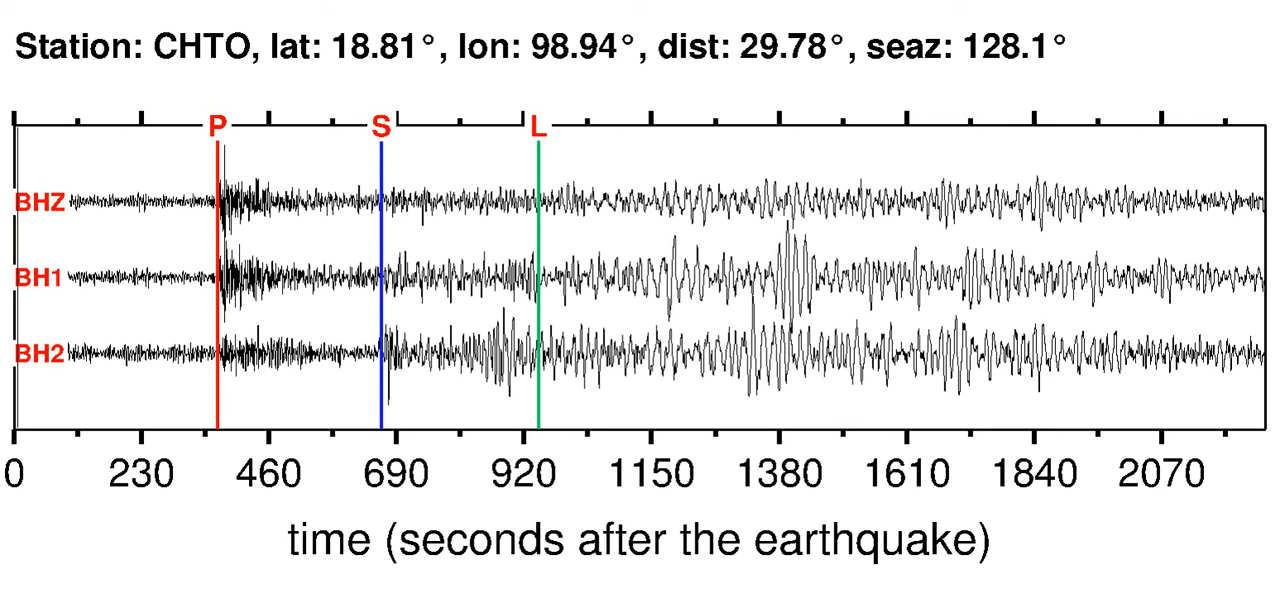 Station: CHTO, lat: 18.81°, lon: 98.94°, dist: 29.78°, seaz: 128.1°
P S L
BHZ
BH1
BH2
0 230 460 690 920 1150 1380 1610 1840 2070
time (seconds after the earthquake)